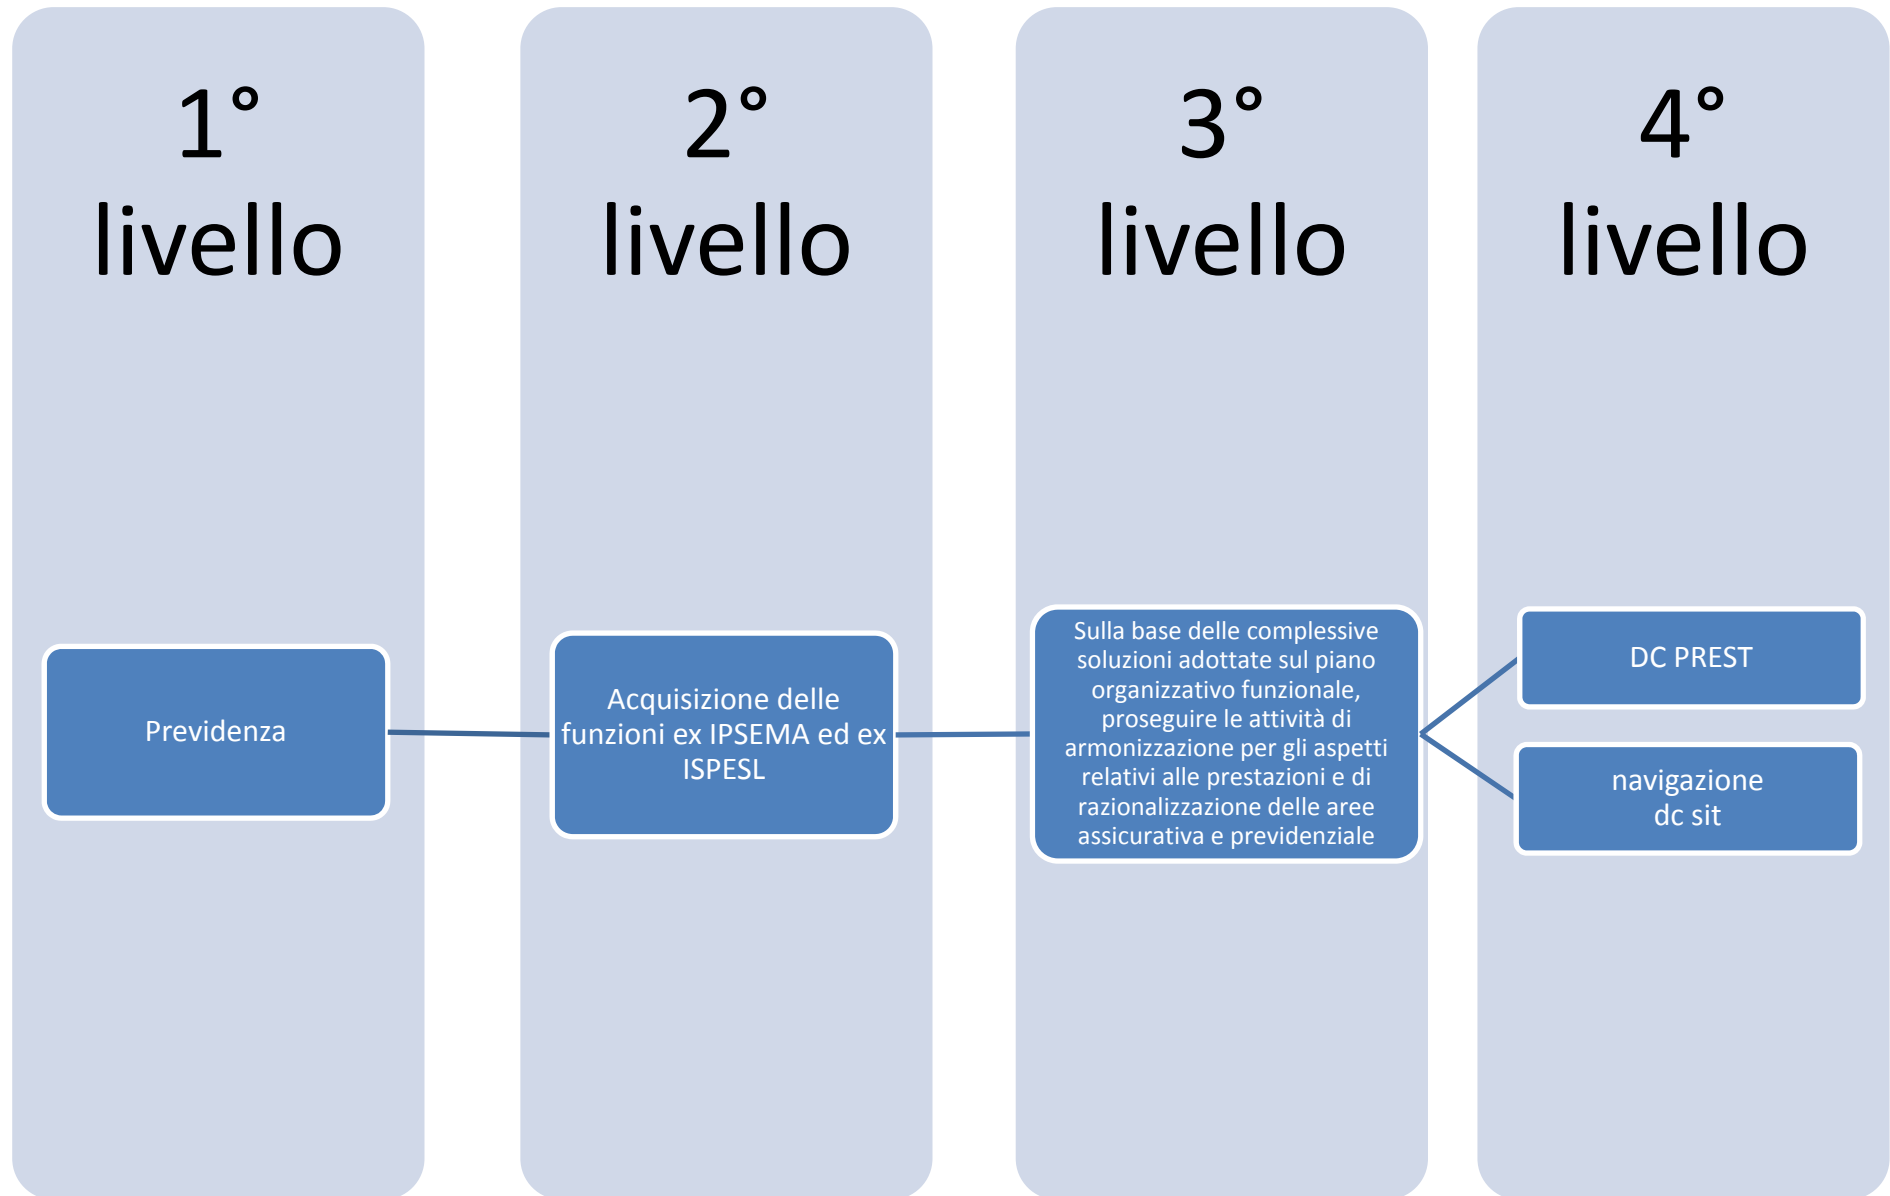 1°
livello
2°
livello
3°
livello
4°
livello
Previdenza
Acquisizione delle
funzioni ex IPSEMA ed ex
ISPESL
Sulla base delle complessive
soluzioni adottate sul piano
organizzativo funzionale,
proseguire le attività di
armonizzazione per gli aspetti
relativi alle prestazioni e di
razionalizzazione delle aree
assicurativa e previdenziale
DC PREST
navigazione
dc sit